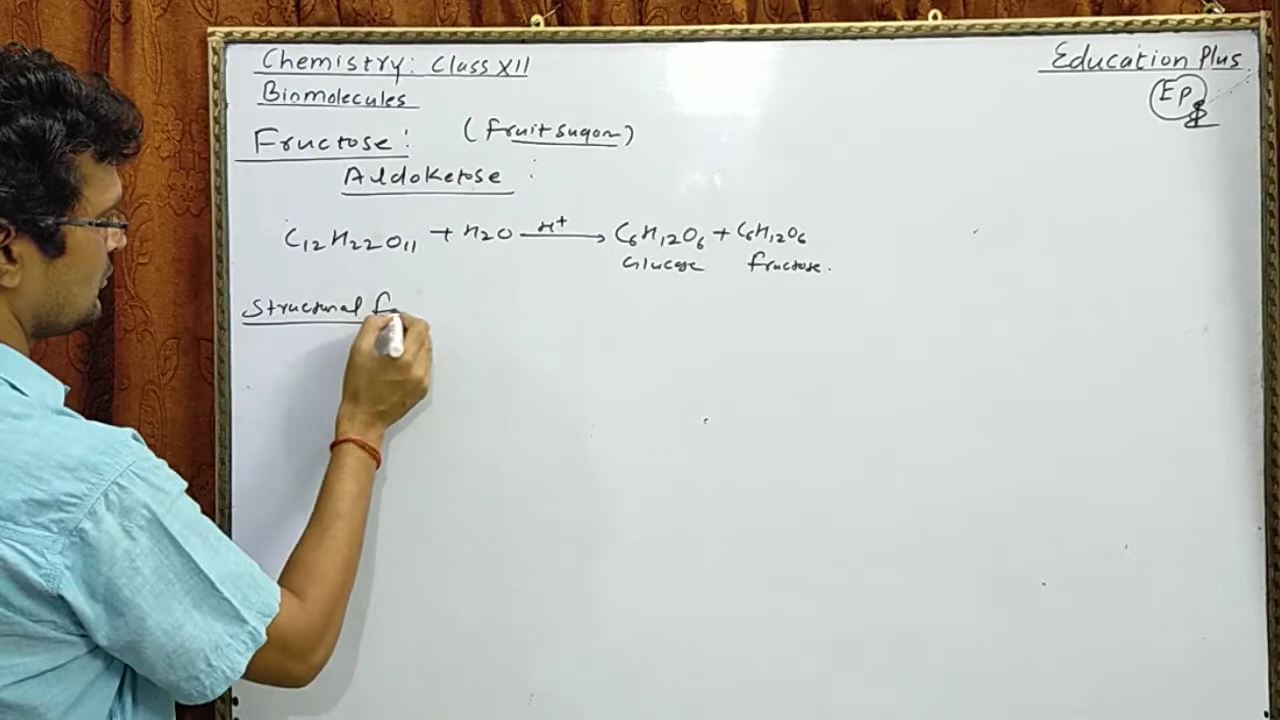 Chemistry: Class XII
Education Plus
Biomolecules
EP
Fructose: (fruit sugar)
Aldoketose :
C12H22O11 + H2O H+→ C6H12O6 + C6H12O6
Glucose fructose.
Structural f